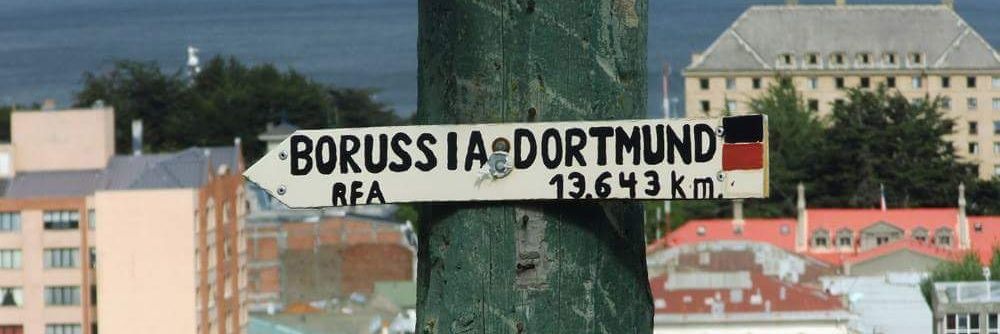 BORUSSIA DORTMUND
RFA 13.643 km.